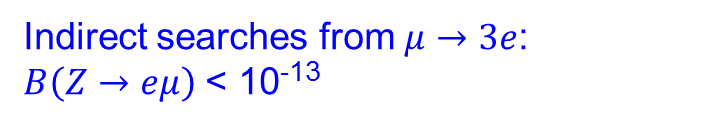 Indirect searches from 𝜇 → 3𝑒:
𝐵(𝑍 → 𝑒𝜇) < 10⁻¹³